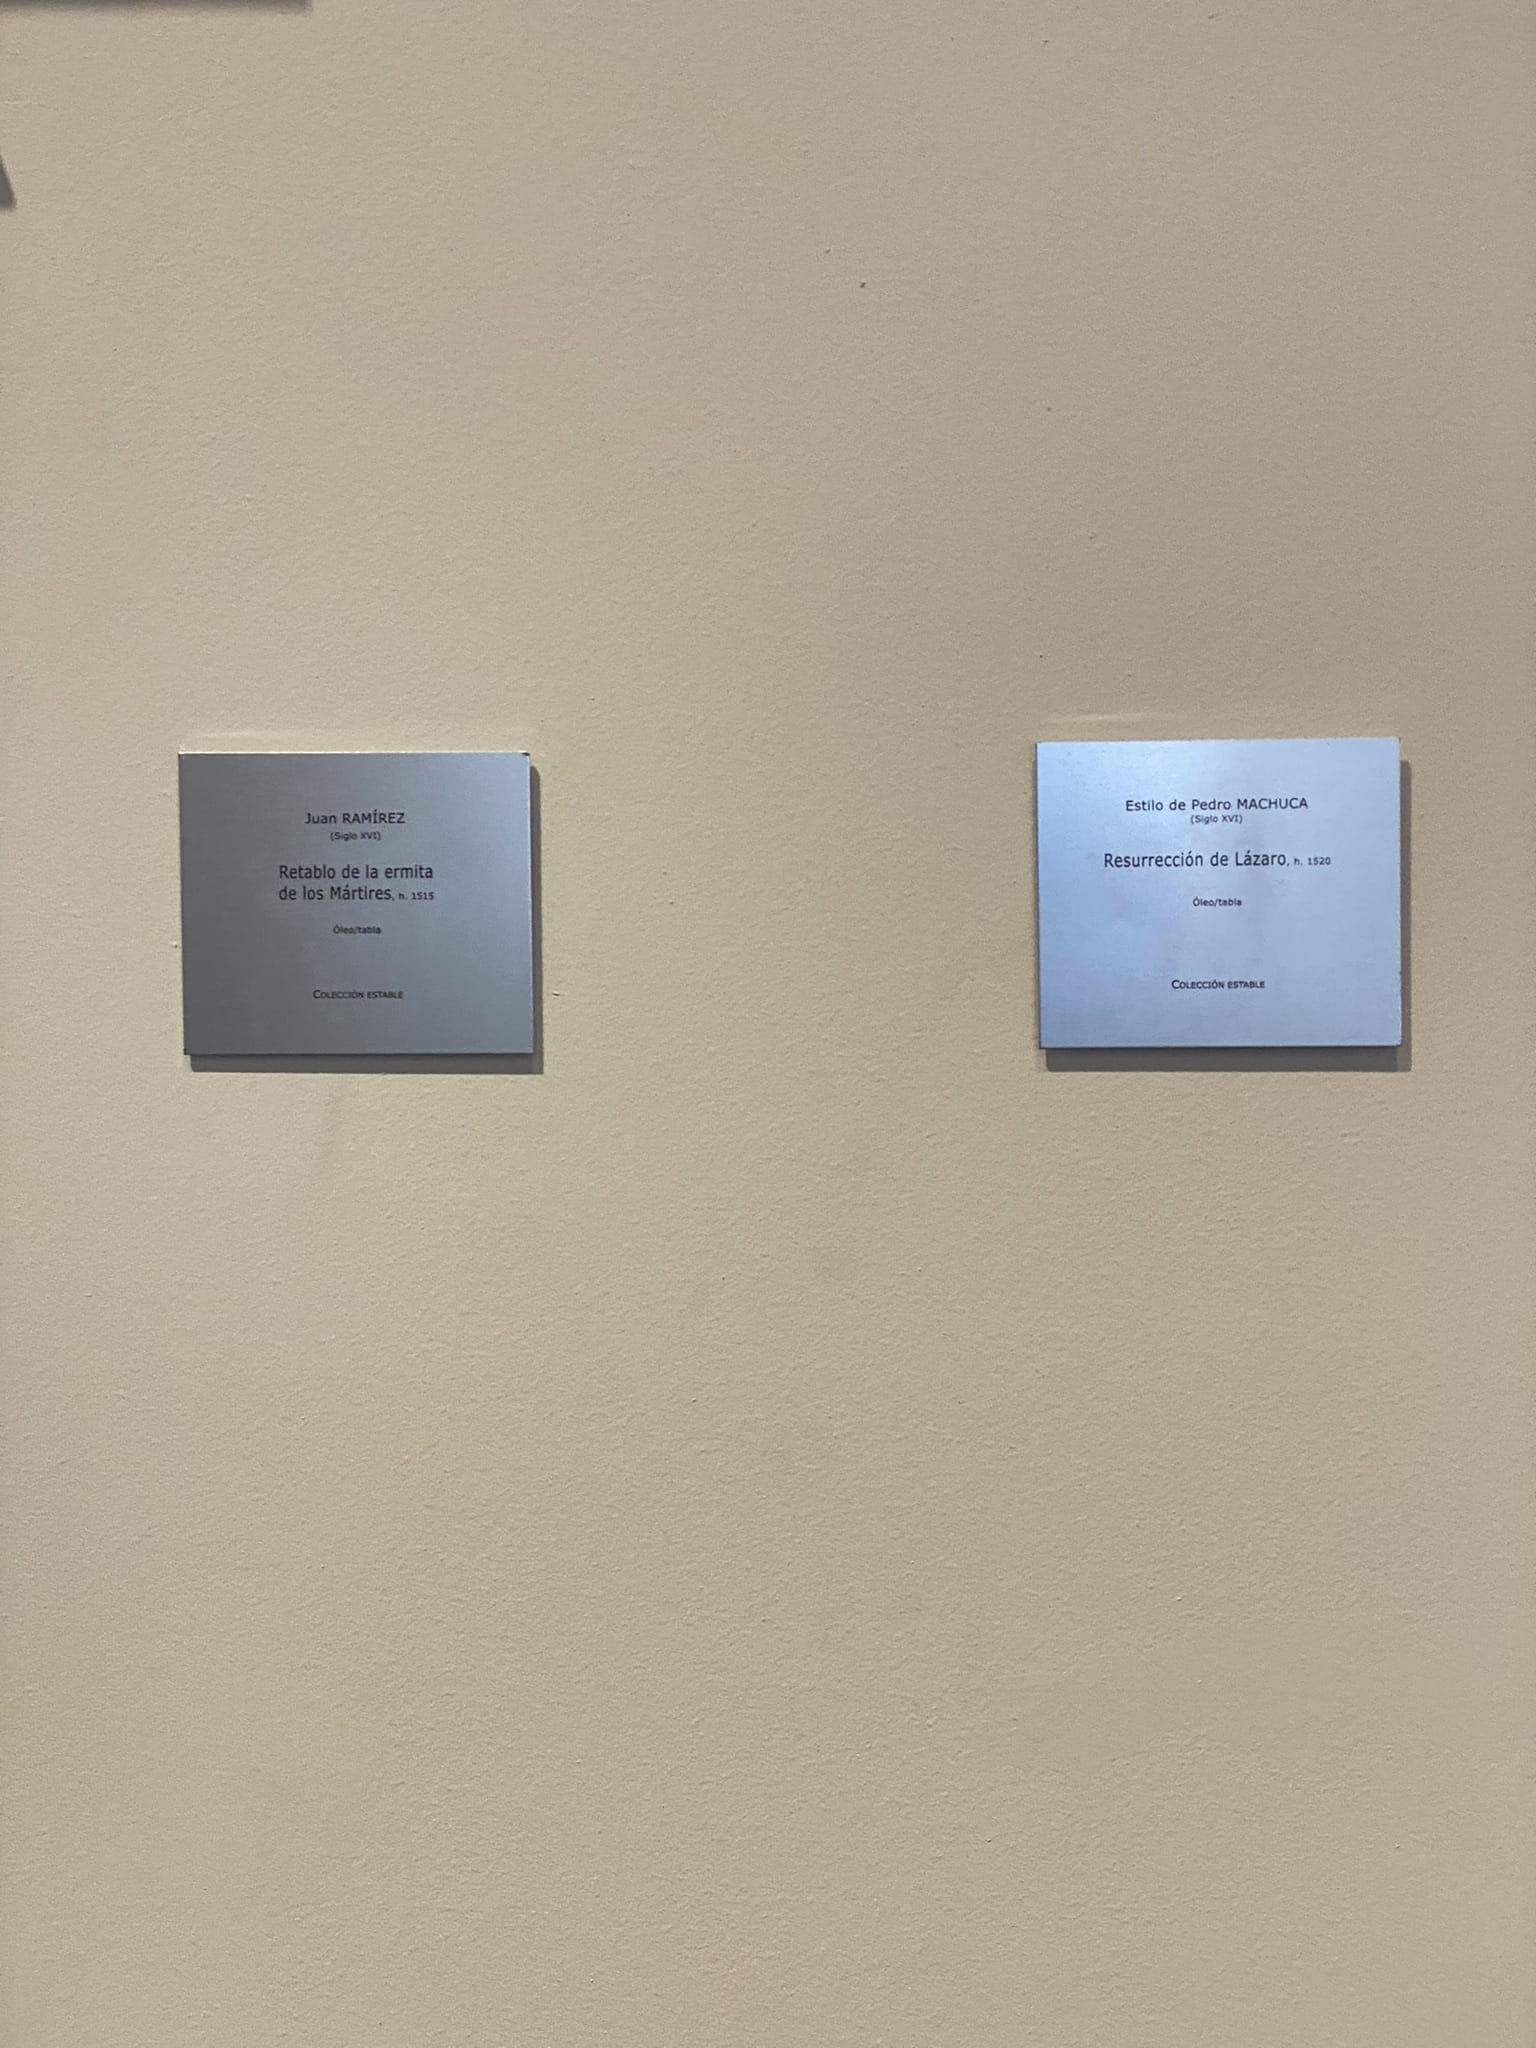 Juan RAMÍREZ
(Siglo XVI)
Retablo de la ermita
de los Mártires, h. 1515
Óleo/tabla
COLECCIÓN ESTABLE
Estilo de Pedro MACHUCA
(Siglo XVI)
Resurrección de Lázaro, h. 1520
Óleo/tabla
COLECCIÓN ESTABLE